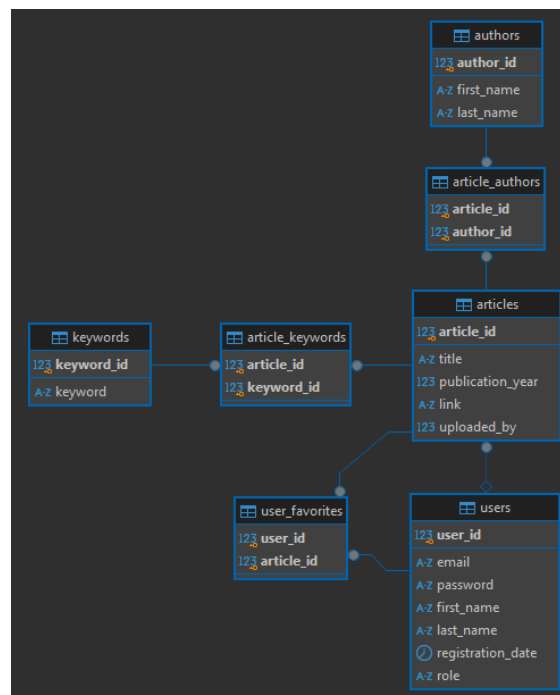 authors
123 author_id
A-Z first_name
A-Z last_name
article_authors
123 article_id
123 author_id
articles
123 article_id
A-Z title
123 publication_year
A-Z link
123 uploaded_by
keywords
123 keyword_id
A-Z keyword
article_keywords
123 article_id
123 keyword_id
user_favorites
123 user_id
123 article_id
users
123 user_id
A-Z email
A-Z password
A-Z first_name
A-Z last_name
registration_date
A-Z role